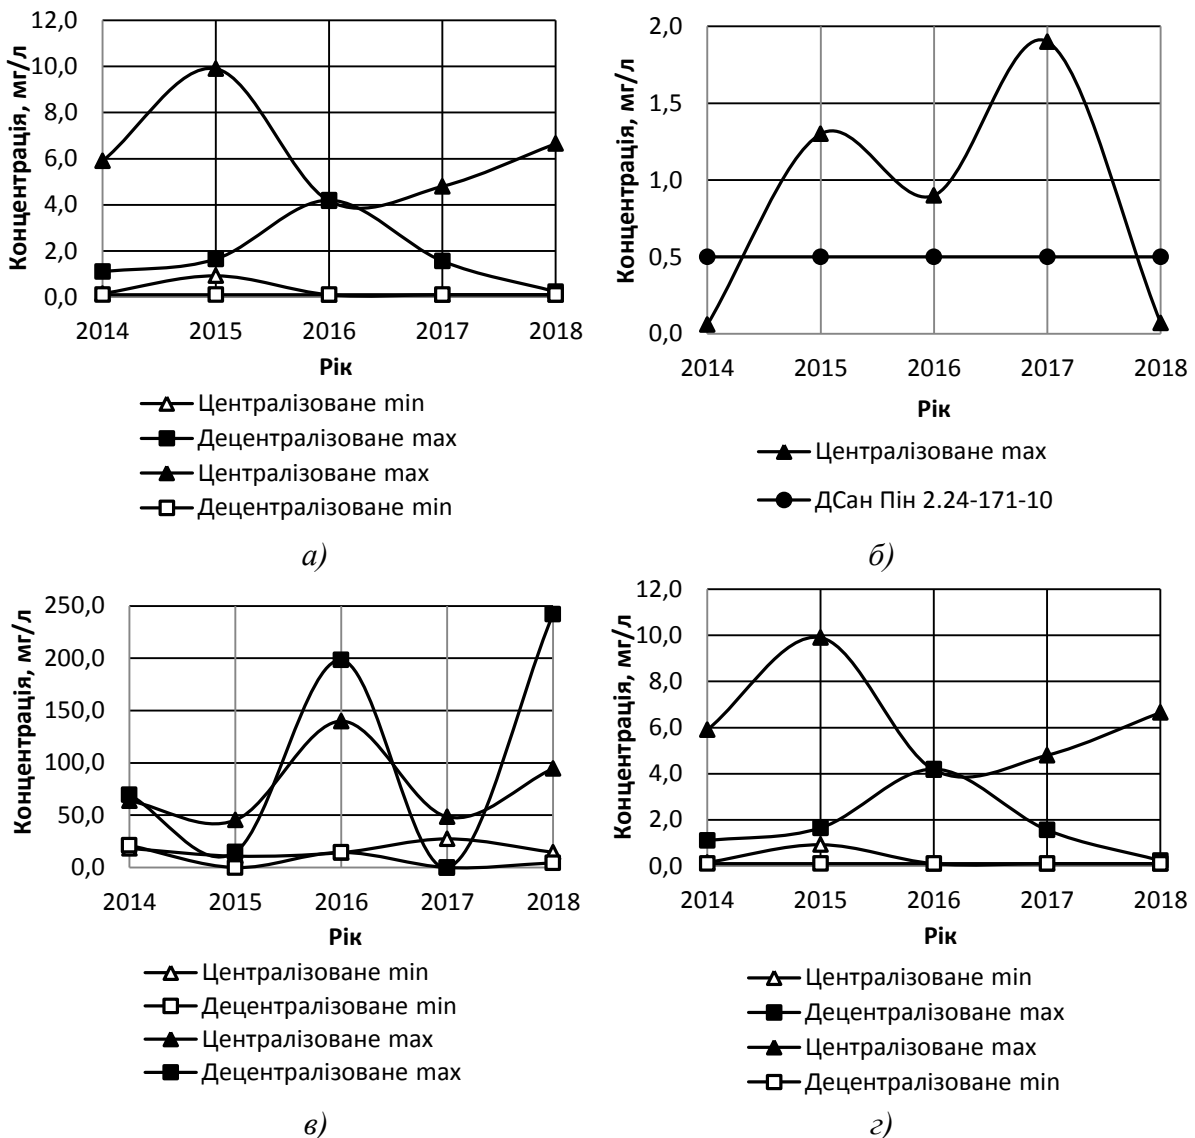 Концентрація, мг/л
12,0
10,0
8,0
6,0
4,0
2,0
0,0
2014 2015 2016 2017 2018
Рік
Централізоване min
Децентралізоване max
Централізоване max
Децентралізоване min
а)
Концентрація, мг/л
2,0
1,5
1,0
0,5
0,0
2014 2015 2016 2017 2018
Рік
Централізоване max
ДСан Пін 2.24-171-10
б)
Концентрація, мг/л
250,0
200,0
150,0
100,0
50,0
0,0
2014 2015 2016 2017 2018
Рік
Централізоване min
Децентралізоване min
Централізоване max
Децентралізоване max
в)
Концентрація, мг/л
12,0
10,0
8,0
6,0
4,0
2,0
0,0
2014 2015 2016 2017 2018
Рік
Централізоване min
Децентралізоване max
Централізоване max
Децентралізоване min
г)